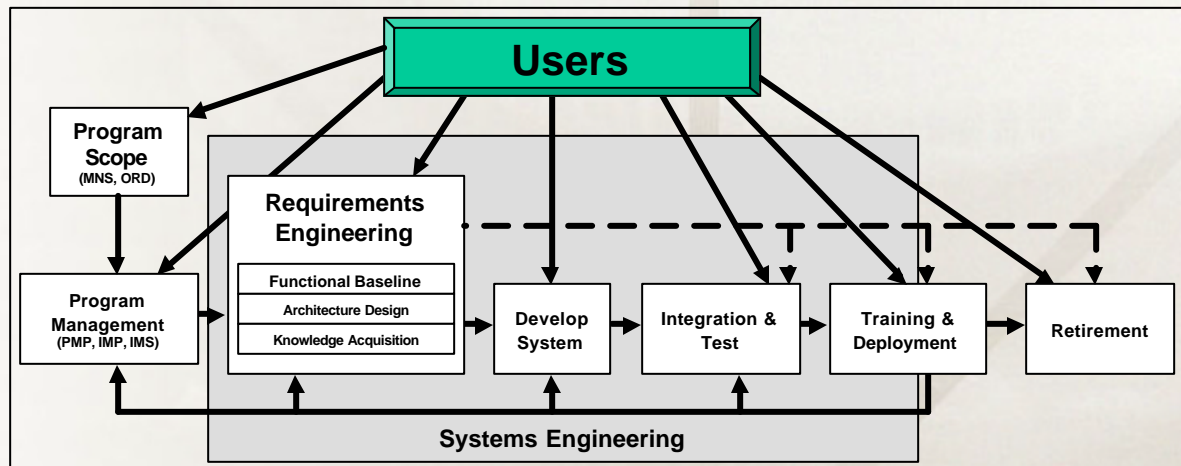 Users
Program
Scope
(MNS, ORD)
Requirements
Engineering
Functional Baseline
Architecture Design
Knowledge Acquisition
Program
Management
(PMP, IMP, IMS)
Develop
System
Integration &
Test
Training &
Deployment
Retirement
Systems Engineering